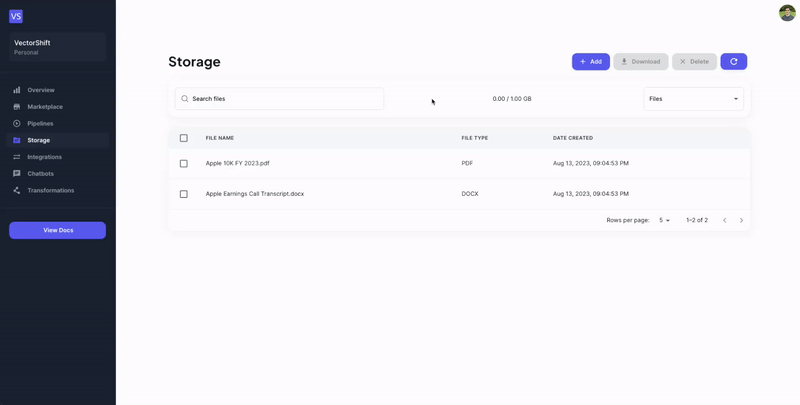 VS
VectorShift
Personal
Overview
Marketplace
Pipelines
Storage
Integrations
Chatbots
Transformations
View Docs
Storage
Add
Download
Delete
Search files
0.00 / 1.00 GB
Files
FILE NAME FILE TYPE DATE CREATED
Apple 10K FY 2023.pdf PDF Aug 13, 2023, 09:04:53 PM
Apple Earnings Call Transcript.docx DOCX Aug 13, 2023, 09:04:53 PM
Rows per page: 5 1–2 of 2